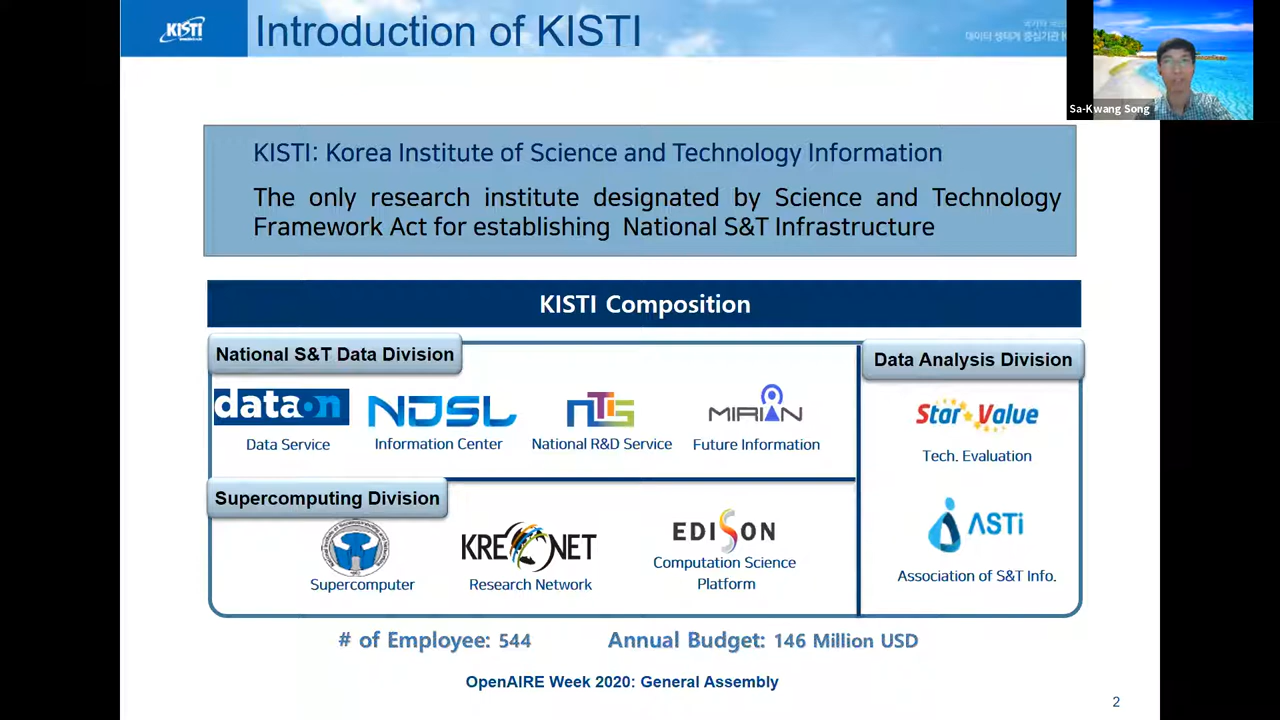 KISTI
Introduction of KISTI
Sa-Kwang Song
KISTI: Korea Institute of Science and Technology Information
The only research institute designated by Science and Technology
Framework Act for establishing National S&T Infrastructure
KISTI Composition
National S&T Data Division
Data Analysis Division
dataon
NDSL
NTIS
MIRIAN
Star Value
Data Service
Information Center
National R&D Service
Future Information
Tech. Evaluation
Supercomputing Division
KREONET
EDISON
ASTi
Supercomputer
Research Network
Computation Science
Platform
Association of S&T Info.
# of Employee: 544
Annual Budget: 146 Million USD
OpenAIRE Week 2020: General Assembly
2